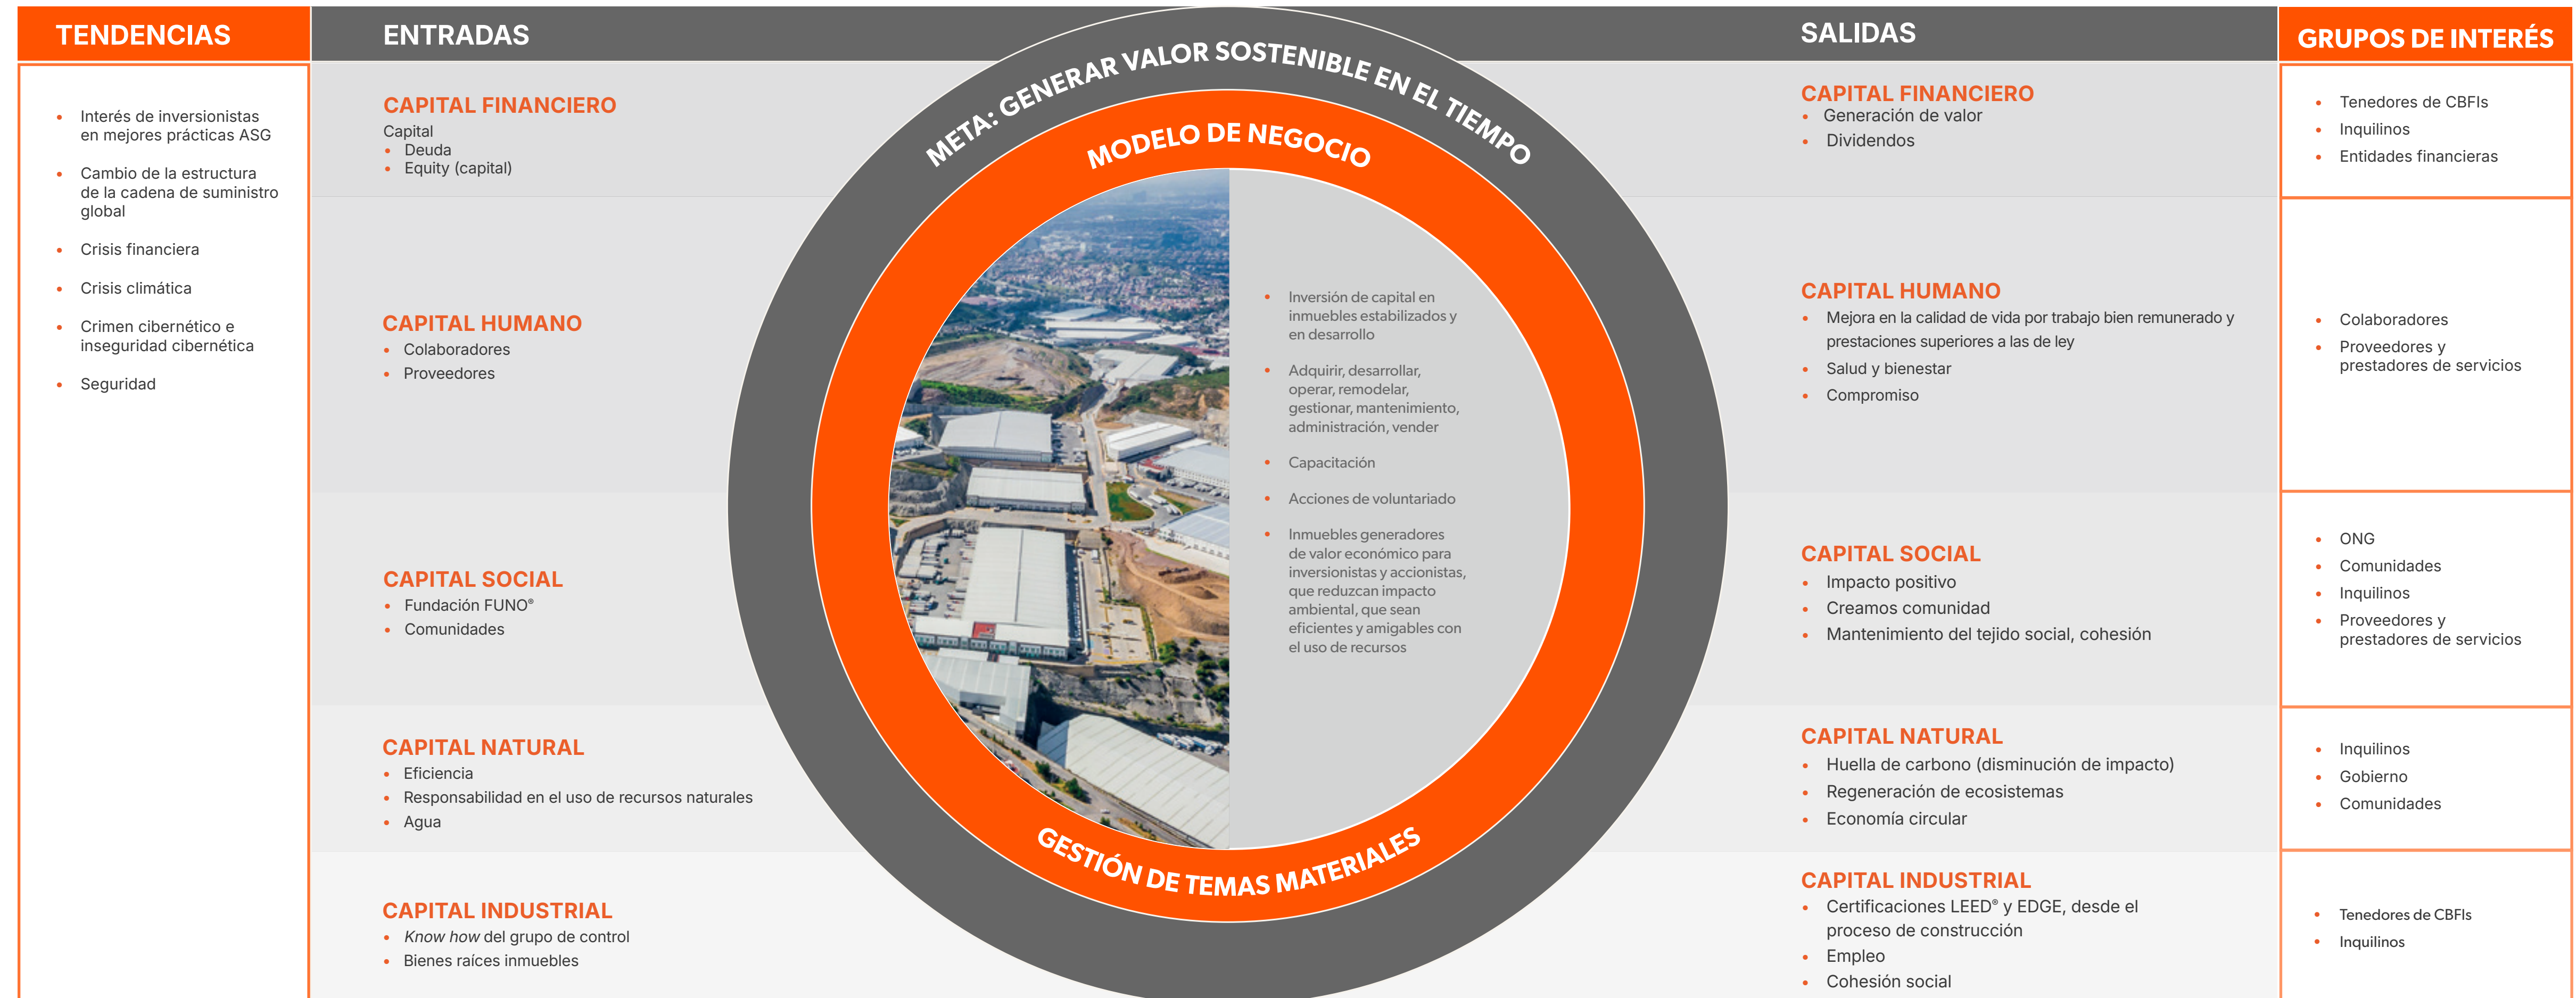 TENDENCIAS
Interés de inversionistas
en mejores prácticas ASG
Cambio de la estructura
de la cadena de suministro
global
Crisis financiera
Crisis climática
Crimen cibernético e
inseguridad cibernética
Seguridad
ENTRADAS
CAPITAL FINANCIERO
Capital
Deuda
Equity (capital)
CAPITAL HUMANO
Colaboradores
Proveedores
CAPITAL SOCIAL
Fundación FUNO®
Comunidades
CAPITAL NATURAL
Eficiencia
Responsabilidad en el uso de recursos naturales
Agua
CAPITAL INDUSTRIAL
Know how del grupo de control
Bienes raíces inmuebles
META: GENERAR VALOR SOSTENIBLE EN EL TIEMPO
MODELO DE NEGOCIO
Inversión de capital en
inmuebles estabilizados y
en desarrollo
Adquirir, desarrollar,
operar, remodelar,
gestionar, mantenimiento,
administración, vender
Capacitación
Acciones de voluntariado
Inmuebles generadores
de valor económico para
inversionistas y accionistas,
que reduzcan impacto
ambiental, que sean
eficientes y amigables con
el uso de recursos
GESTIÓN DE TEMAS MATERIALES
SALIDAS
CAPITAL FINANCIERO
Generación de valor
Dividendos
CAPITAL HUMANO
Mejora en la calidad de vida por trabajo bien remunerado y
prestaciones superiores a las de ley
Salud y bienestar
Compromiso
CAPITAL SOCIAL
Impacto positivo
Creamos comunidad
Mantenimiento del tejido social, cohesión
CAPITAL NATURAL
Huella de carbono (disminución de impacto)
Regeneración de ecosistemas
Economía circular
CAPITAL INDUSTRIAL
Certificaciones LEED® y EDGE, desde el
proceso de construcción
Empleo
Cohesión social
GRUPOS DE INTERÉS
Tenedores de CBFIs
Inquilinos
Entidades financieras
Colaboradores
Proveedores y
prestadores de servicios
ONG
Comunidades
Inquilinos
Proveedores y
prestadores de servicios
Inquilinos
Gobierno
Comunidades
Tenedores de CBFIs
Inquilinos